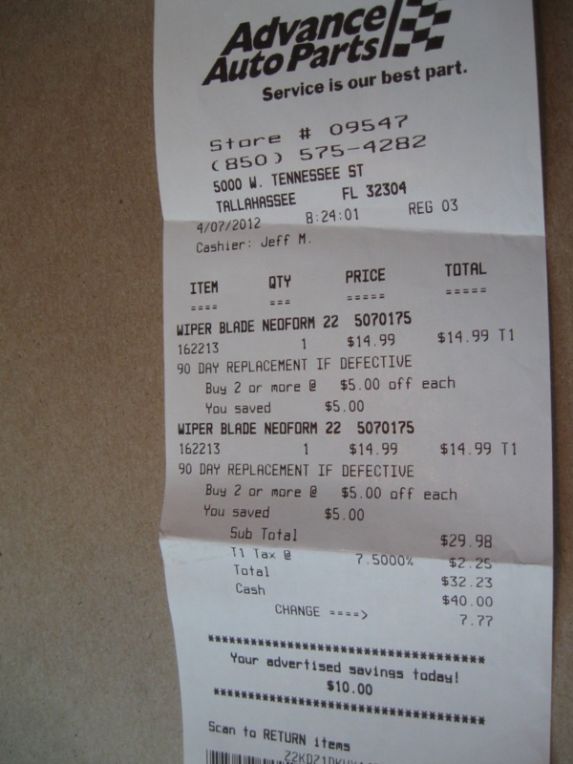 Advance
Auto Parts
Service is our best part.
Store # 09547
(850) 575-4282
5000 W. TENNESSEE ST
TALLAHASSEE FL 32304
4/07/2012 8:24:01 REG 03
Cashier: Jeff M.
ITEM QTY PRICE TOTAL
==== === ===== =====
WIPER BLADE NEOFORM 22 5070175
162213 1 $14.99 $14.99 T1
90 DAY REPLACEMENT IF DEFECTIVE
Buy 2 or more @ $5.00 off each
You saved $5.00
WIPER BLADE NEOFORM 22 5070175
162213 1 $14.99 $14.99 T1
90 DAY REPLACEMENT IF DEFECTIVE
Buy 2 or more @ $5.00 off each
You saved $5.00
Sub Total $29.98
T1 Tax @ 7.5000% $2.25
Total $32.23
Cash $40.00
CHANGE ====> 7.77
************************************
Your advertised savings today!
$10.00
************************************
Scan to RETURN items